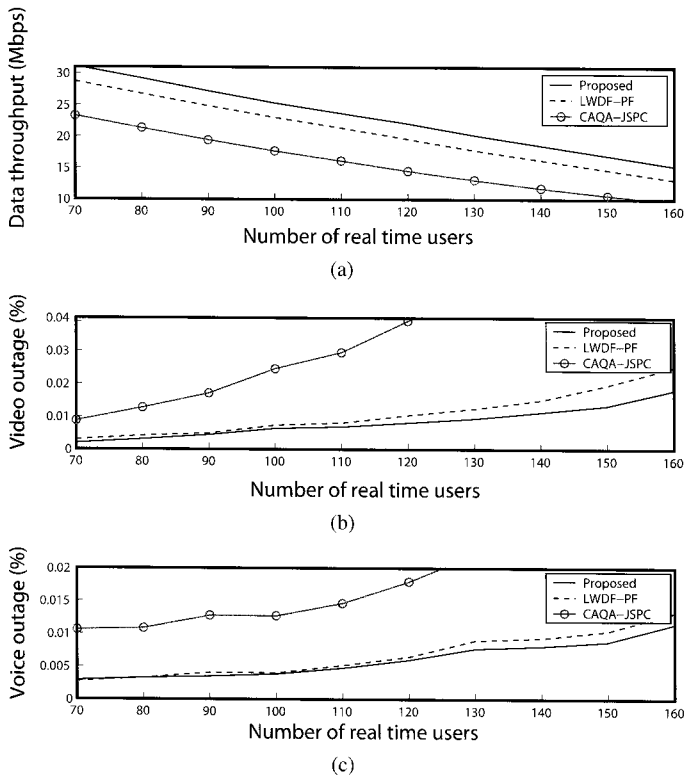 Data throughput (Mbps)
30
25
20
15
10
Proposed
LWDF–PF
CAQA–JSPC
70 80 90 100 110 120 130 140 150 160
Number of real time users
(a)
Video outage (%)
0.04
0.03
0.02
0.01
0
Proposed
LWDF–PF
CAQA–JSPC
70 80 90 100 110 120 130 140 150 160
Number of real time users
(b)
Voice outage (%)
0.02
0.015
0.01
0.005
0
Proposed
LWDF–PF
CAQA–JSPC
70 80 90 100 110 120 130 140 150 160
Number of real time users
(c)